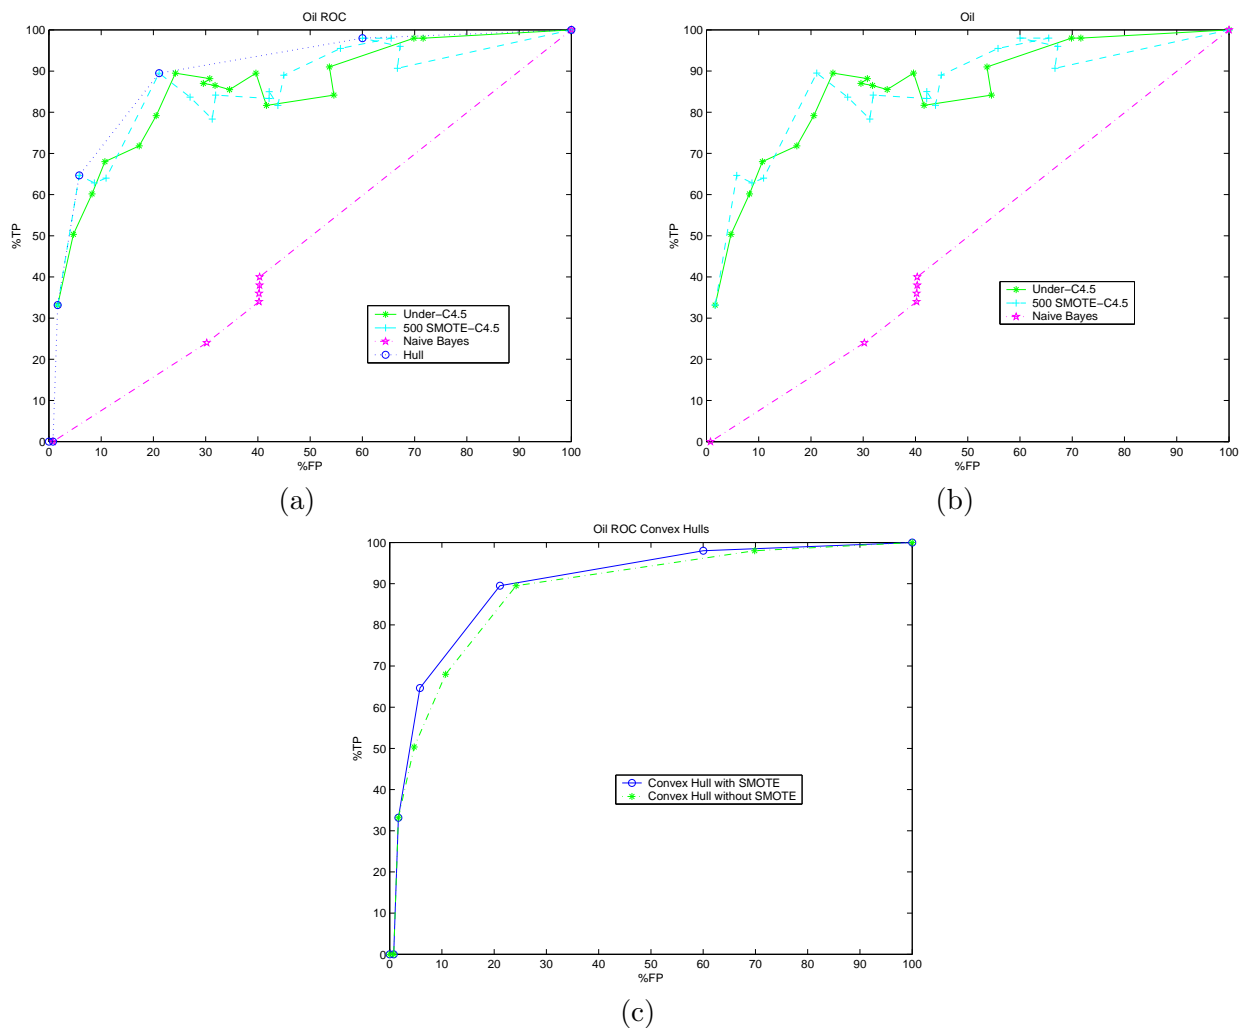 Oil ROC
100
90
80
70
60
50
40
30
20
10
0
%TP
0 10 20 30 40 50 60 70 80 90 100
%FP
Under-C4.5
500 SMOTE-C4.5
Naive Bayes
Hull
(a)
Oil
100
90
80
70
60
50
40
30
20
10
0
%TP
0 10 20 30 40 50 60 70 80 90 100
%FP
Under-C4.5
500 SMOTE-C4.5
Naive Bayes
(b)
Oil ROC Convex Hulls
100
90
80
70
60
50
40
30
20
10
0
%TP
0 10 20 30 40 50 60 70 80 90 100
%FP
Convex Hull with SMOTE
Convex Hull without SMOTE
(c)